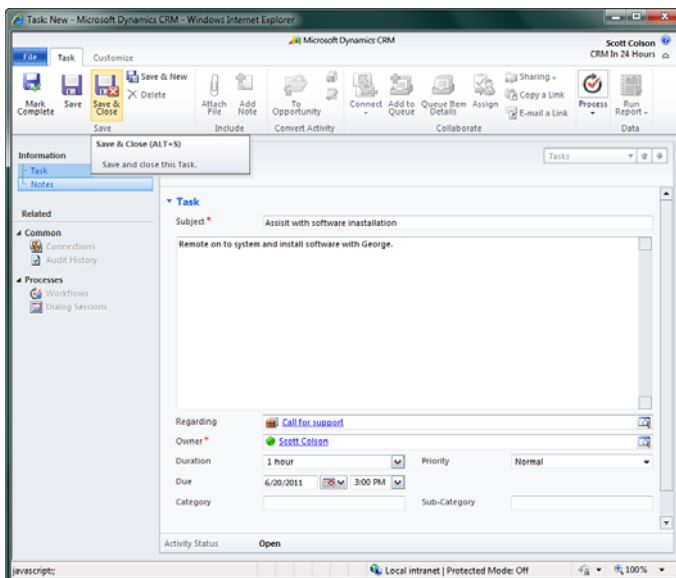 Task: New - Microsoft Dynamics CRM - Windows Internet Explorer
Microsoft Dynamics CRM
Scott Colson
CRM In 24 Hours
File Task Customize
Mark Complete
Save
Save & Close
Save & New
Delete
Save
Attach File
Add Note
Include
To Opportunity
Convert Activity
Connect
Add to Queue
Queue Item Details
Assign
Sharing
Copy a Link
E-mail a Link
Collaborate
Process
Run Report
Data
Save & Close (ALT+S)
Save and close this Task.
Information
Task
Notes
Related
Common
Connections
Audit History
Processes
Workflows
Dialog Sessions
Tasks
Task
Subject * Assisit with software inastallation
Remote on to system and install software with George.
Regarding Call for support
Owner * Scott Colson
Duration 1 hour Priority Normal
Due 6/20/2011 3:00 PM
Category Sub-Category
Activity Status Open
javascript:; Local intranet | Protected Mode: Off 100%